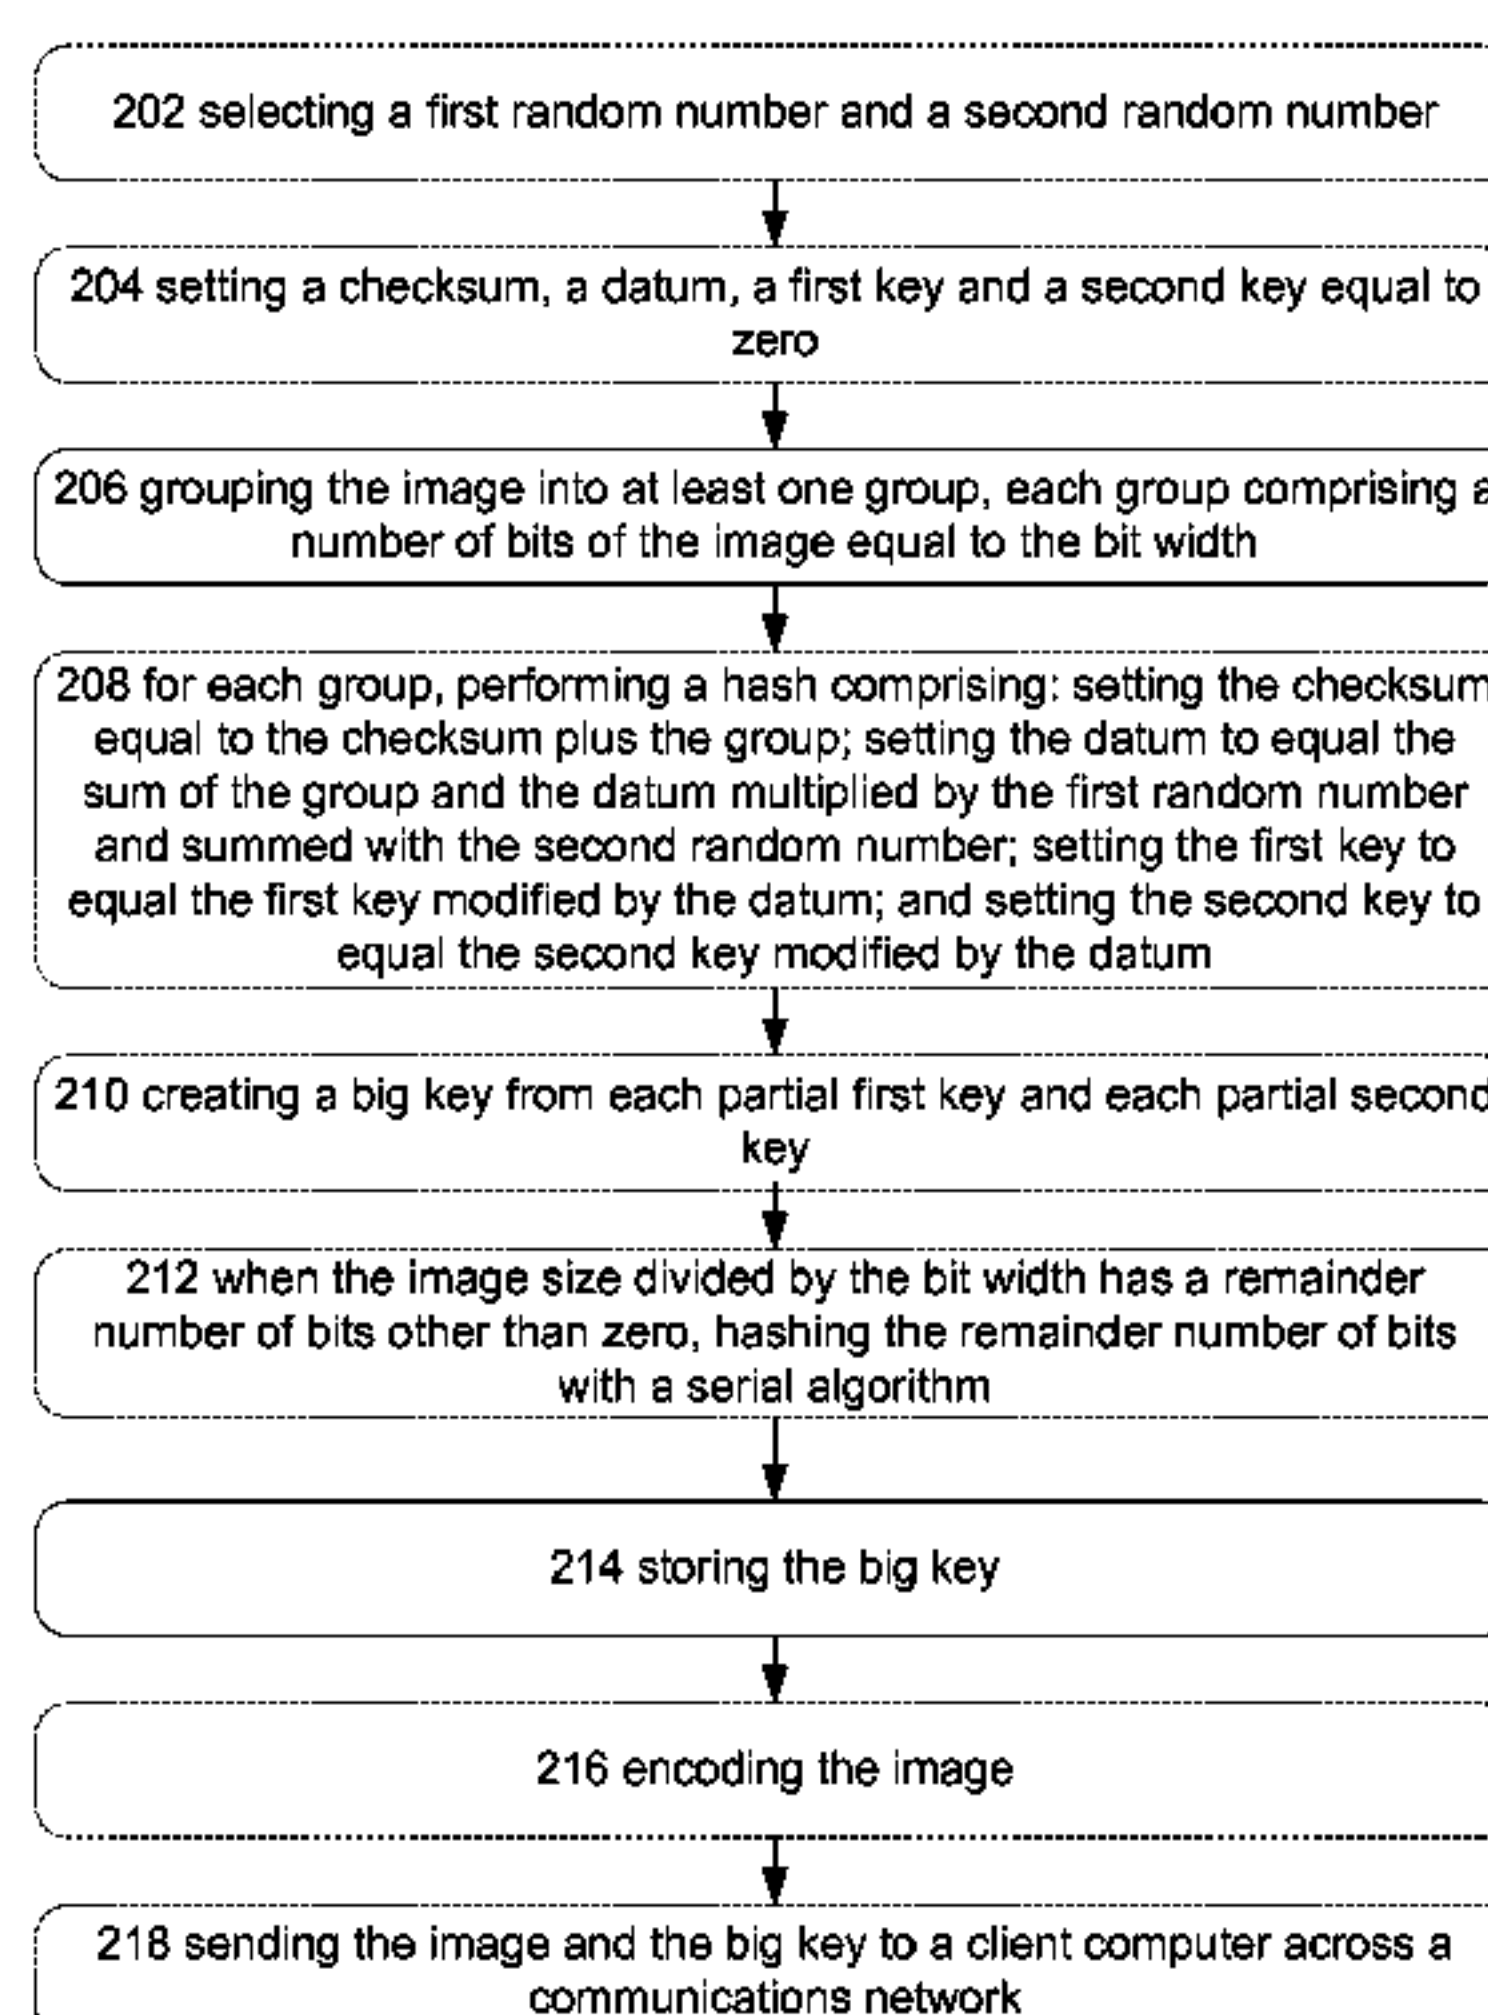 202 selecting a first random number and a second random number
204 setting a checksum, a datum, a first key and a second key equal to
zero
206 grouping the image into at least one group, each group comprising a
number of bits of the image equal to the bit width
208 for each group, performing a hash comprising: setting the checksum
equal to the checksum plus the group; setting the datum to equal the
sum of the group and the datum multiplied by the first random number
and summed with the second random number; setting the first key to
equal the first key modified by the datum; and setting the second key to
equal the second key modified by the datum
210 creating a big key from each partial first key and each partial second
key
212 when the image size divided by the bit width has a remainder
number of bits other than zero, hashing the remainder number of bits
with a serial algorithm
214 storing the big key
216 encoding the image
218 sending the image and the big key to a client computer across a
communications network